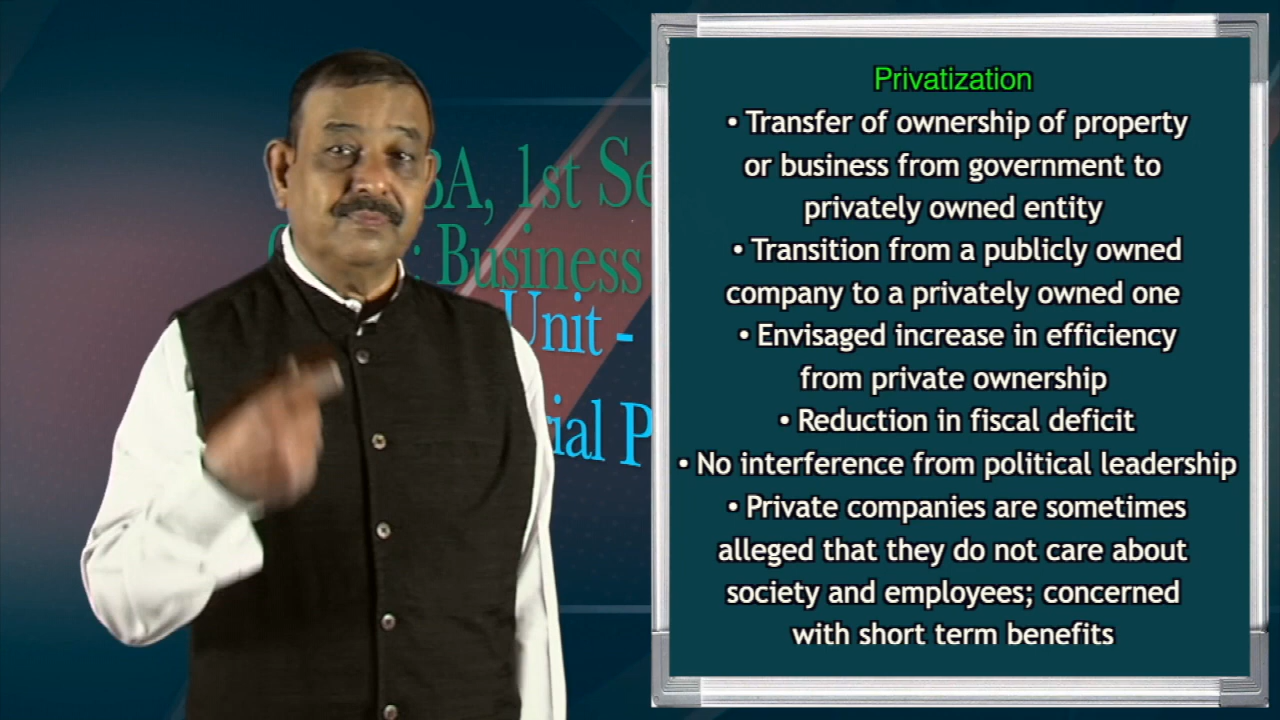 Privatization
• Transfer of ownership of property
or business from government to
privately owned entity
• Transition from a publicly owned
company to a privately owned one
• Envisaged increase in efficiency
from private ownership
• Reduction in fiscal deficit
• No interference from political leadership
• Private companies are sometimes
alleged that they do not care about
society and employees; concerned
with short term benefits
1st
: Business
Unit -